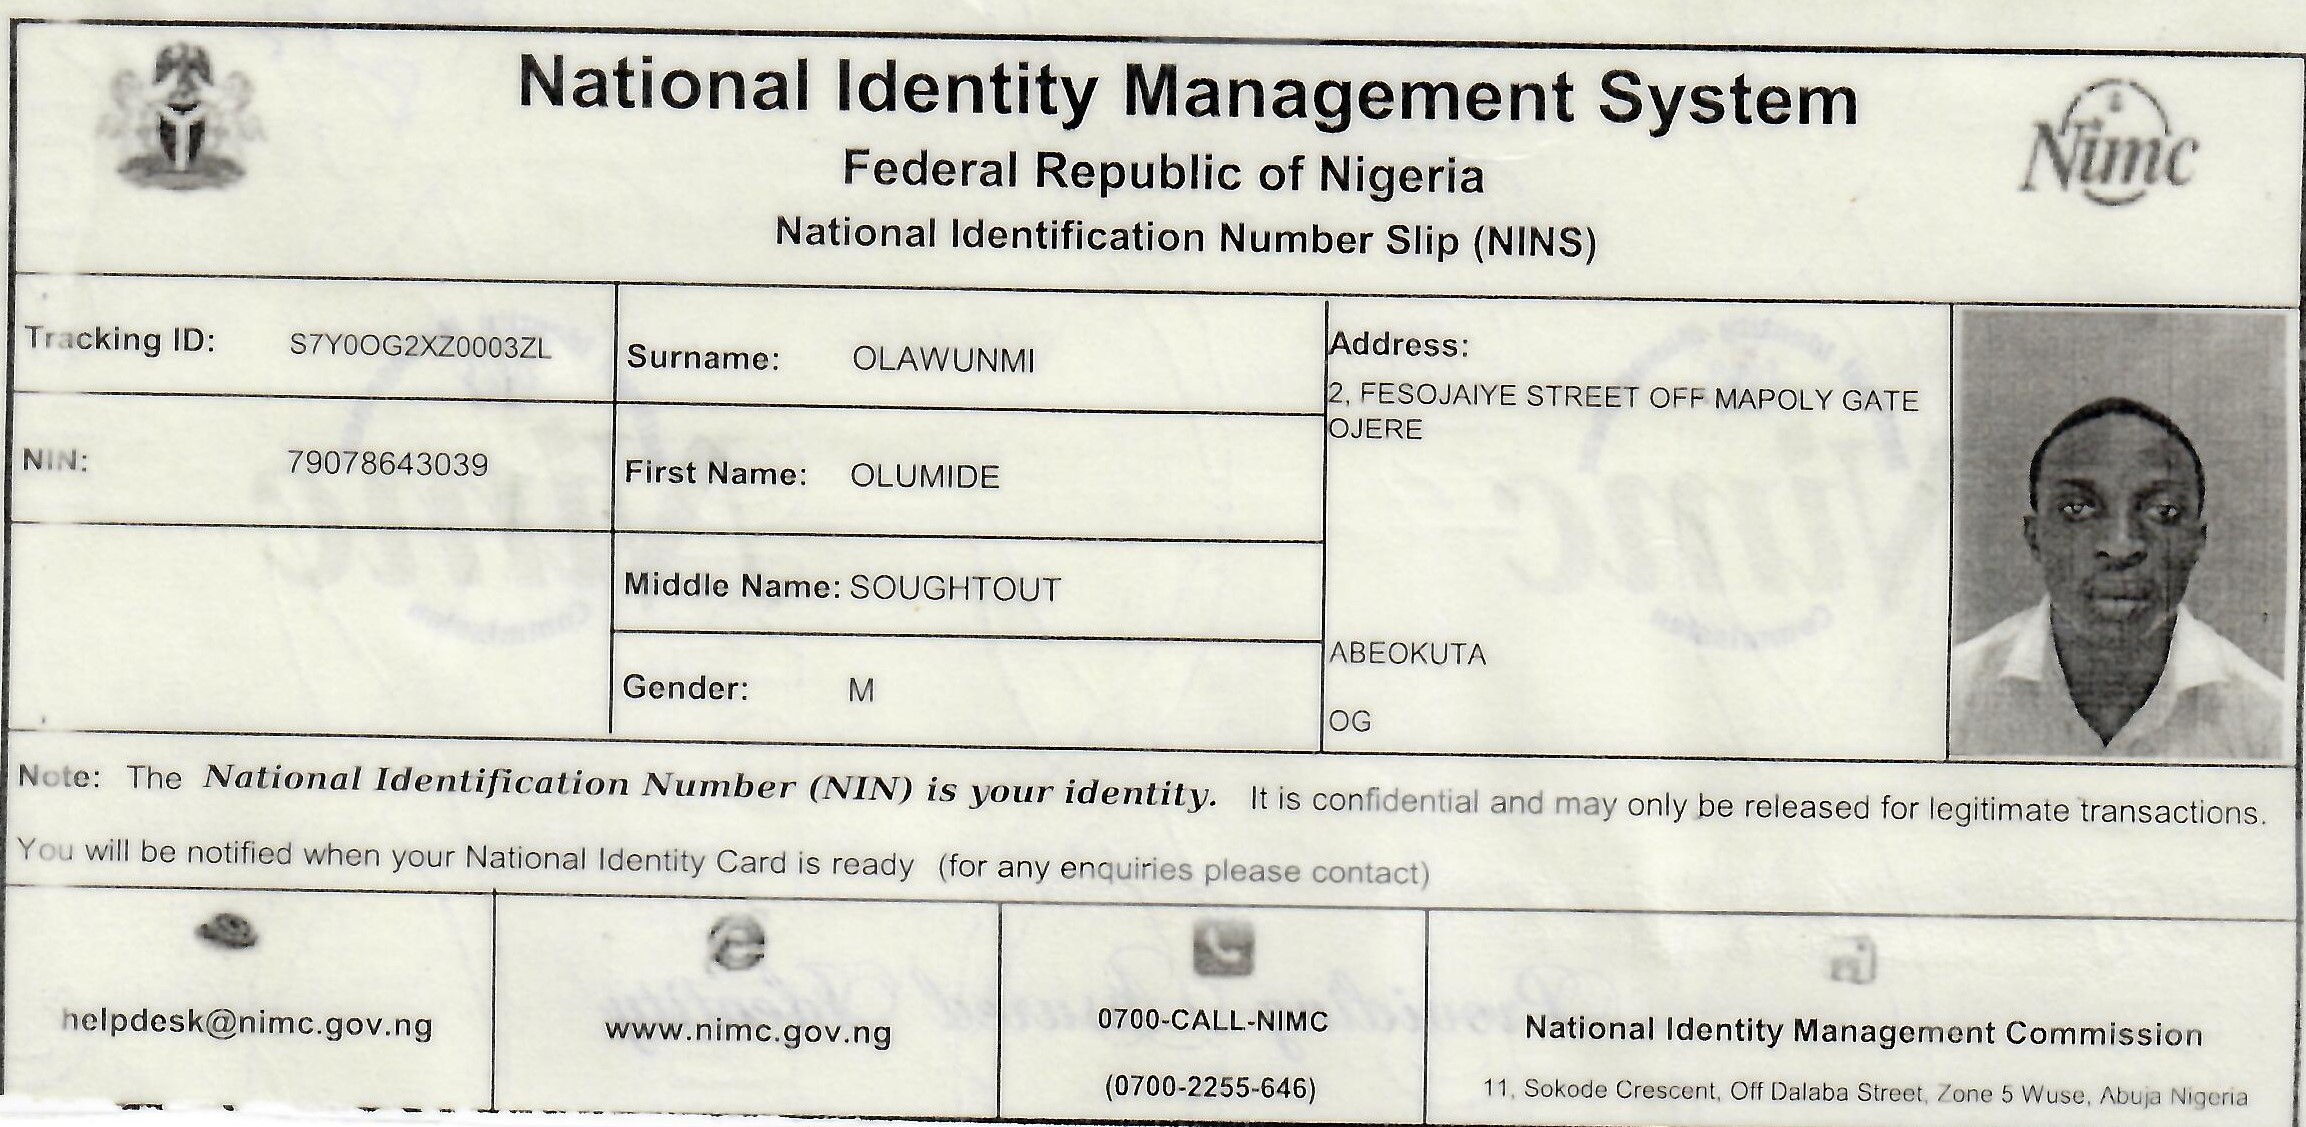 National Identity Management System
Federal Republic of Nigeria
National Identification Number Slip (NINS)
Nimc
Tracking ID: S7Y0OG2XZ0003ZL
NIN: 79078643039
Surname: OLAWUNMI
First Name: OLUMIDE
Middle Name: SOUGHTOUT
Gender: M
Address:
2, FESOJAIYE STREET OFF MAPOLY GATE
OJERE
ABEOKUTA
OG
Note: The National Identification Number (NIN) is your identity. It is confidential and may only be released for legitimate transactions.
You will be notified when your National Identity Card is ready (for any enquiries please contact)
helpdesk@nimc.gov.ng
www.nimc.gov.ng
0700-CALL-NIMC
(0700-2255-646)
National Identity Management Commission
11, Sokode Crescent, Off Dalaba Street, Zone 5 Wuse, Abuja Nigeria